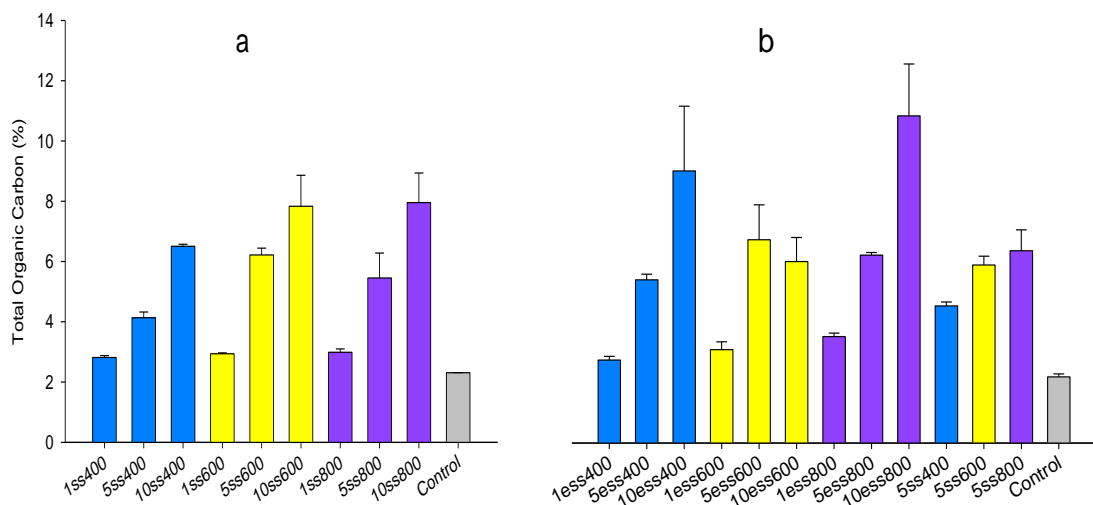 14
12
10
8
6
4
2
0
Total Organic Carbon (%)
a
b
1ss400
5ss400
10ss400
1ss600
5ss600
10ss600
1ss800
5ss800
10ss800
Control
1ess400
5ess400
10ess400
1ess600
5ess600
10ess600
1ess800
5ess800
10ess800
5ss400
5ss600
5ss800
Control